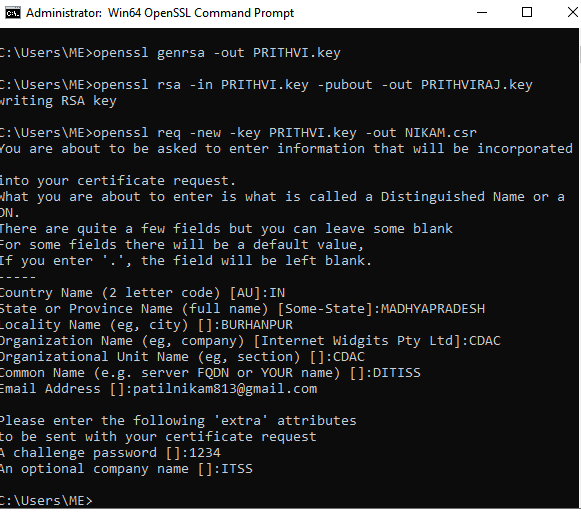 Administrator: Win64 OpenSSL Command Prompt
C:\Users\ME>openssl genrsa -out PRITHVI.key
C:\Users\ME>openssl rsa -in PRITHVI.key -pubout -out PRITHVIRAJ.key
writing RSA key
C:\Users\ME>openssl req -new -key PRITHVI.key -out NIKAM.csr
You are about to be asked to enter information that will be incorporated
into your certificate request.
What you are about to enter is what is called a Distinguished Name or a
DN.
There are quite a few fields but you can leave some blank
For some fields there will be a default value,
If you enter '.', the field will be left blank.
-----
Country Name (2 letter code) [AU]:IN
State or Province Name (full name) [Some-State]:MADHYAPRADESH
Locality Name (eg, city) []:BURHANPUR
Organization Name (eg, company) [Internet Widgits Pty Ltd]:CDAC
Organizational Unit Name (eg, section) []:CDAC
Common Name (e.g. server FQDN or YOUR name) []:DITISS
Email Address []:patilnikam813@gmail.com
Please enter the following 'extra' attributes
to be sent with your certificate request
A challenge password []:1234
An optional company name []:ITSS
C:\Users\ME>